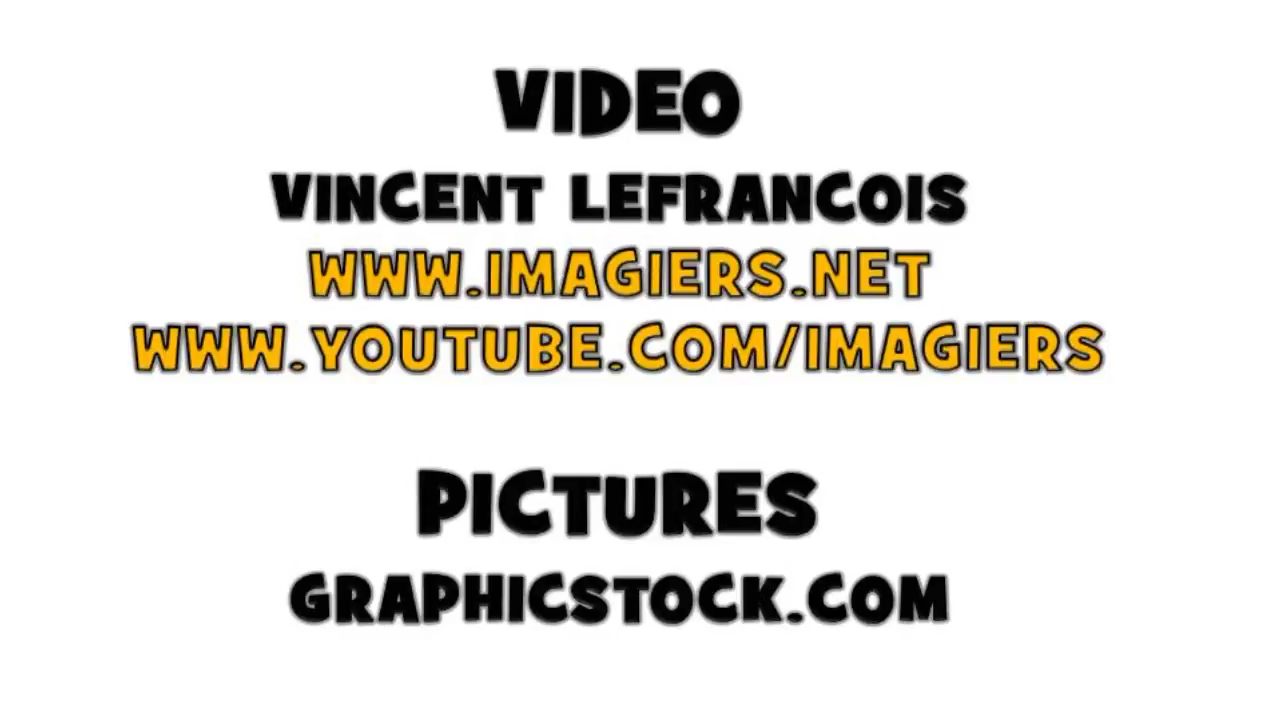 VIDEO
VINCENT LEFRANCOIS
WWW.IMAGIERS.NET
WWW.YOUTUBE.COM/IMAGIERS
PICTURES
GRAPHICSTOCK.COM